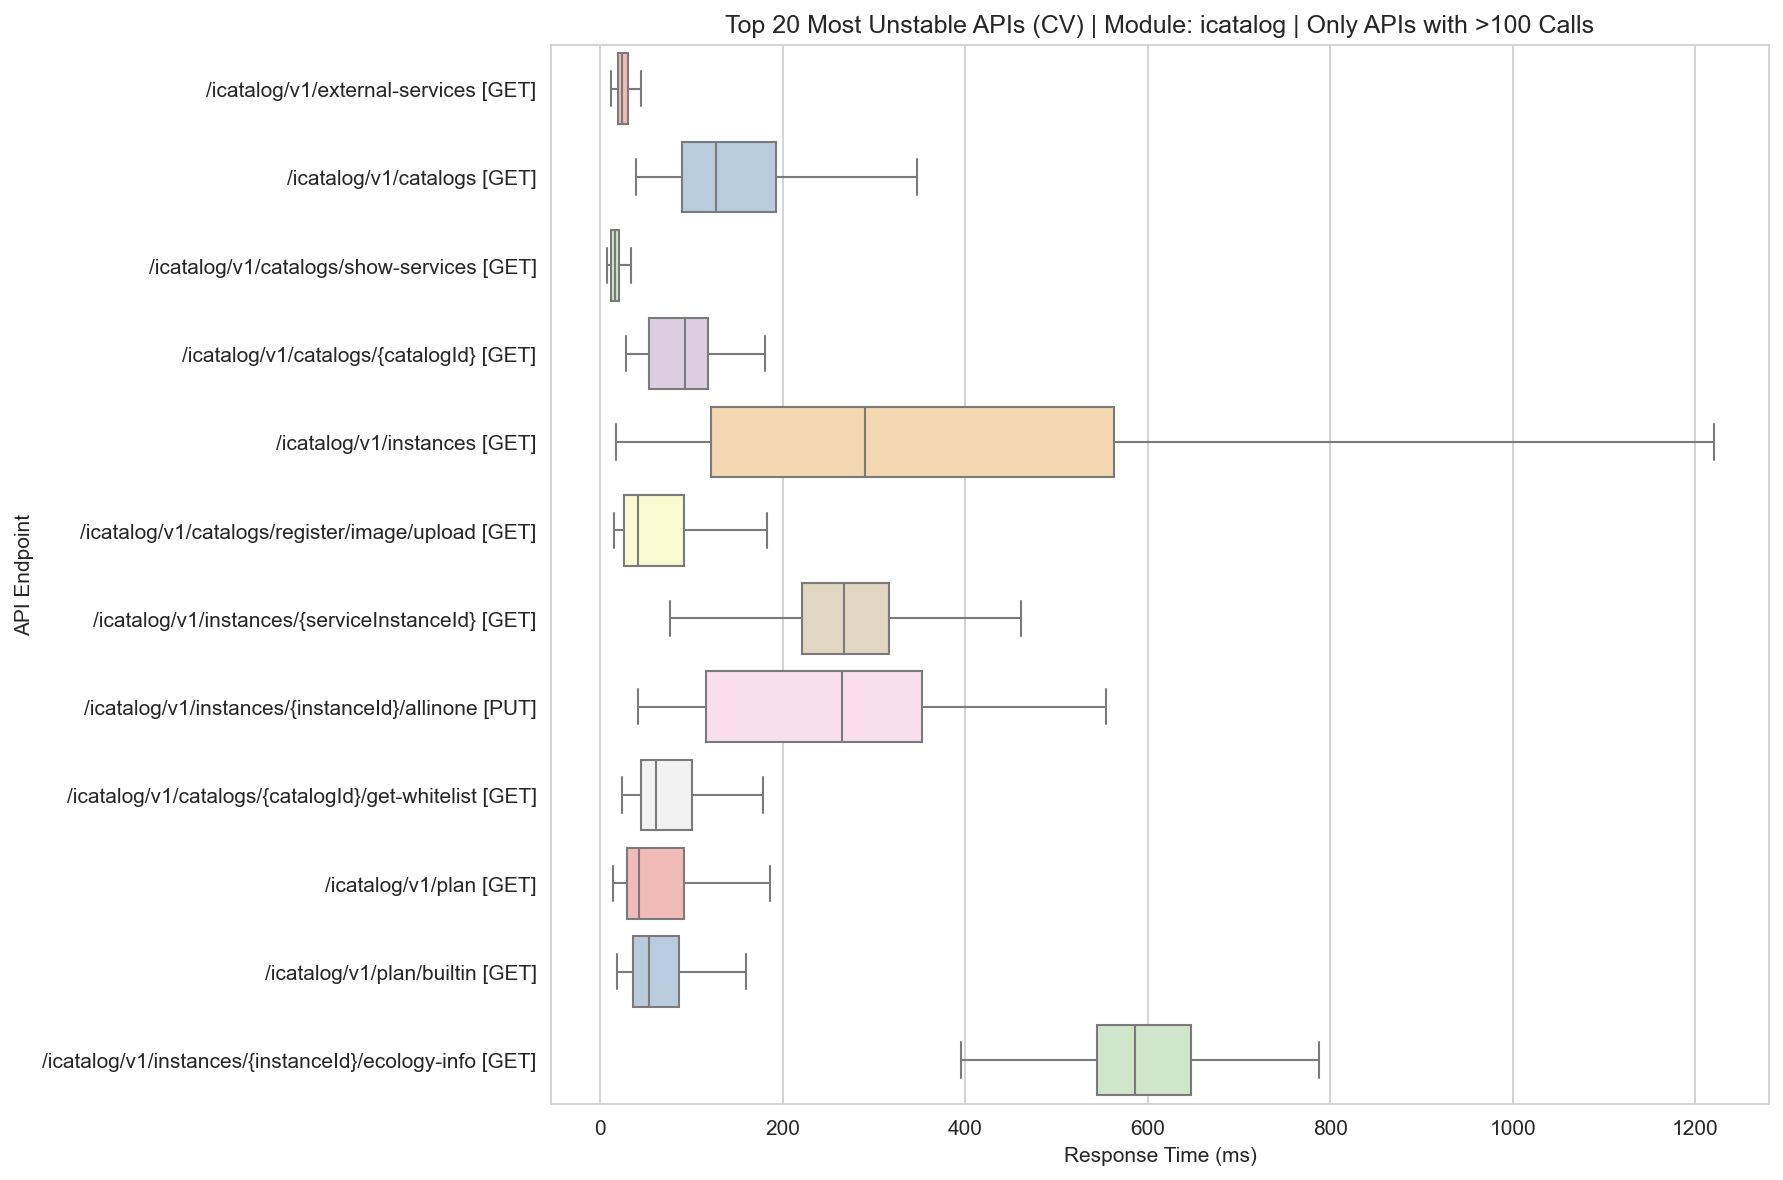 Top 20 Most Unstable APIs (CV) | Module: icatalog | Only APIs with >100 Calls
API Endpoint
/icatalog/v1/external-services [GET]
/icatalog/v1/catalogs [GET]
/icatalog/v1/catalogs/show-services [GET]
/icatalog/v1/catalogs/{catalogId} [GET]
/icatalog/v1/instances [GET]
/icatalog/v1/catalogs/register/image/upload [GET]
/icatalog/v1/instances/{serviceInstanceId} [GET]
/icatalog/v1/instances/{instanceId}/allinone [PUT]
/icatalog/v1/catalogs/{catalogId}/get-whitelist [GET]
/icatalog/v1/plan [GET]
/icatalog/v1/plan/builtin [GET]
/icatalog/v1/instances/{instanceId}/ecology-info [GET]
0 200 400 600 800 1000 1200
Response Time (ms)